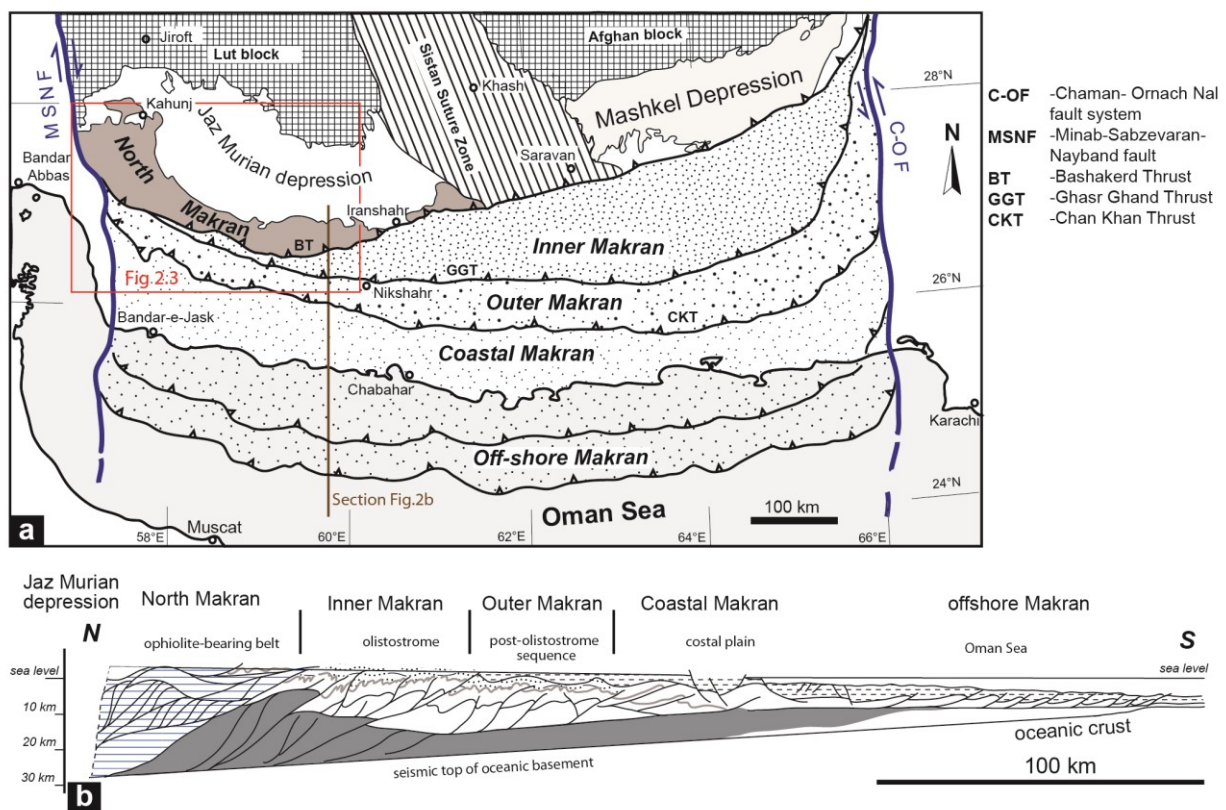 Jiroft
Lut block
Afghan block
Sistan Suture Zone
Khash
Mashkel Depression
28°N
MSNF
Kahunj
Jaz Murian depression
C-OF
N
Bandar
Abbas
North
Makran
Saravan
Iranshahr
BT
Inner Makran
GGT
Fig.2.3
Nikshahr
26°N
Outer Makran
CKT
Bandar-e-Jask
Coastal Makran
Chabahar
Karachi
Off-shore Makran
24°N
Section Fig.2b
Oman Sea
100 km
Muscat
58°E
60°E
62°E
64°E
66°E
a
C-OF -Chaman- Ornach Nal
fault system
MSNF -Minab-Sabzevaran-
Nayband fault
BT -Bashakerd Thrust
GGT -Ghasr Ghand Thrust
CKT -Chan Khan Thrust
Jaz Murian
depression
North Makran
Inner Makran
Outer Makran
Coastal Makran
offshore Makran
N
ophiolite-bearing belt
olistostrome
post-olistostrome
sequence
costal plain
Oman Sea
S
sea level
sea level
10 km
20 km
30 km
oceanic crust
seismic top of oceanic basement
100 km
b